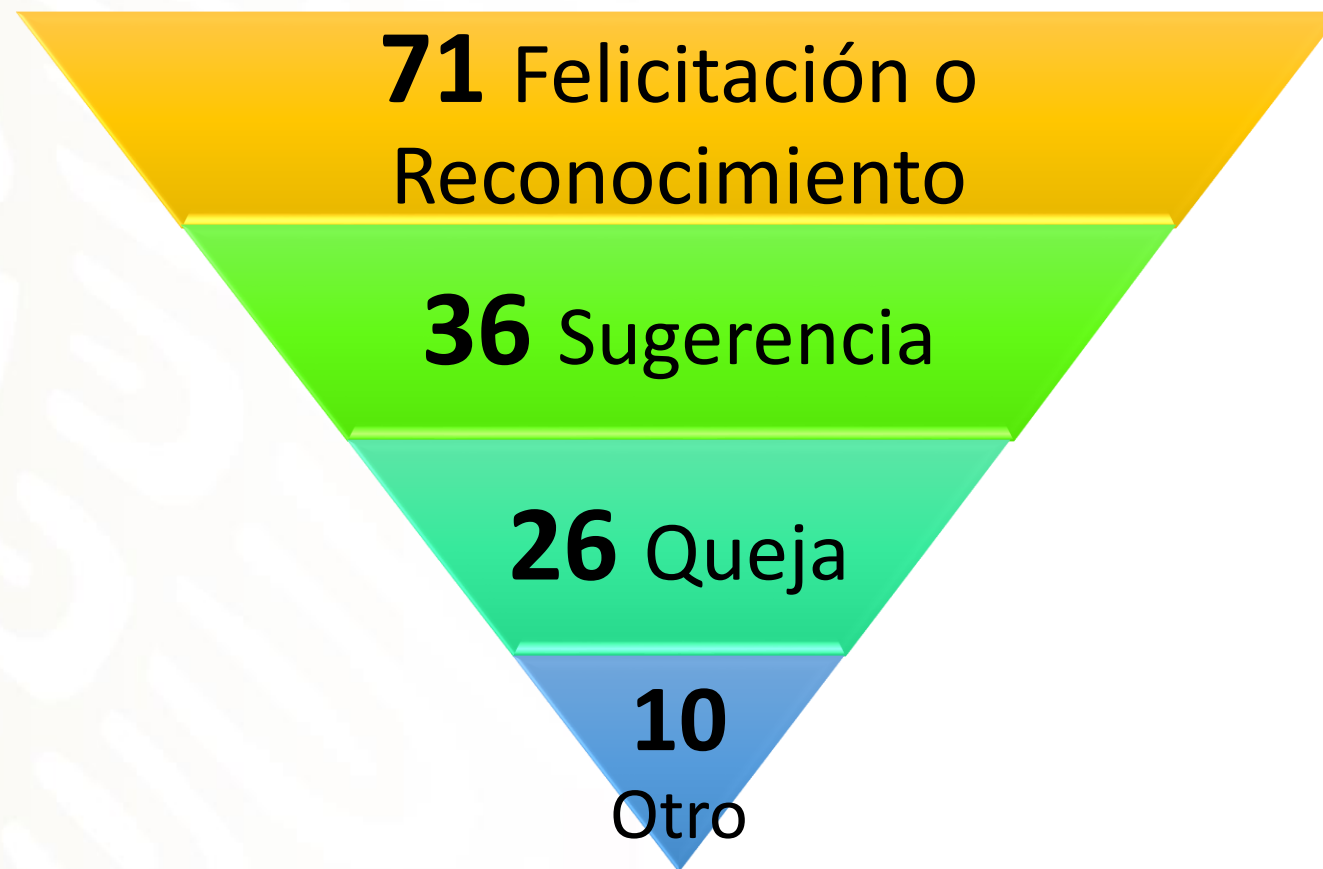 71 Felicitación o
Reconocimiento
36 Sugerencia
26 Queja
10
Otro